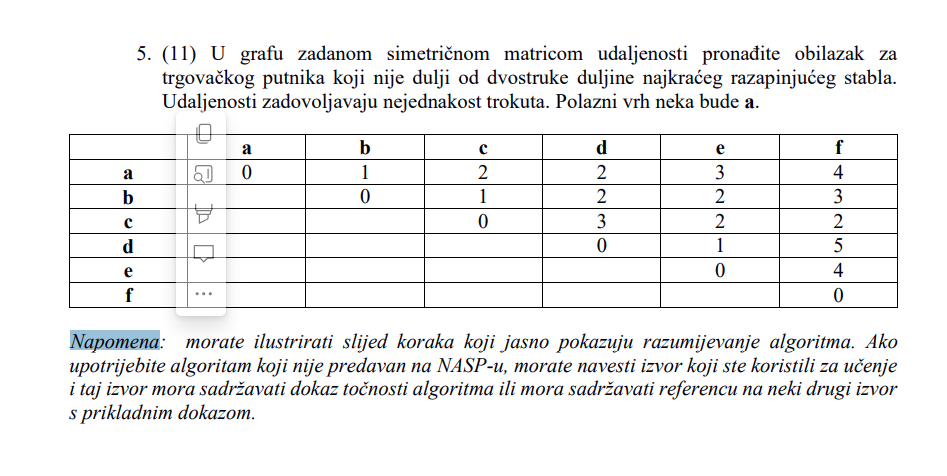 5. (11) U grafu zadanom simetričnom matricom udaljenosti pronađite obilazak za
trgovačkog putnika koji nije dulji od dvostruke duljine najkraćeg razapinjućeg stabla.
Udaljenosti zadovoljavaju nejednakost trokuta. Polazni vrh neka bude a.
a b c d e f
a 0 1 2 2 3 4
b 0 1 2 2 3
c 0 3 2 2
d 0 1 5
e 0 4
f 0
Napomena: morate ilustrirati slijed koraka koji jasno pokazuju razumijevanje algoritma. Ako
upotrijebite algoritam koji nije predavan na NASP-u, morate navesti izvor koji ste koristili za učenje
i taj izvor mora sadržavati dokaz točnosti algoritma ili mora sadržavati referencu na neki drugi izvor
s prikladnim dokazom.